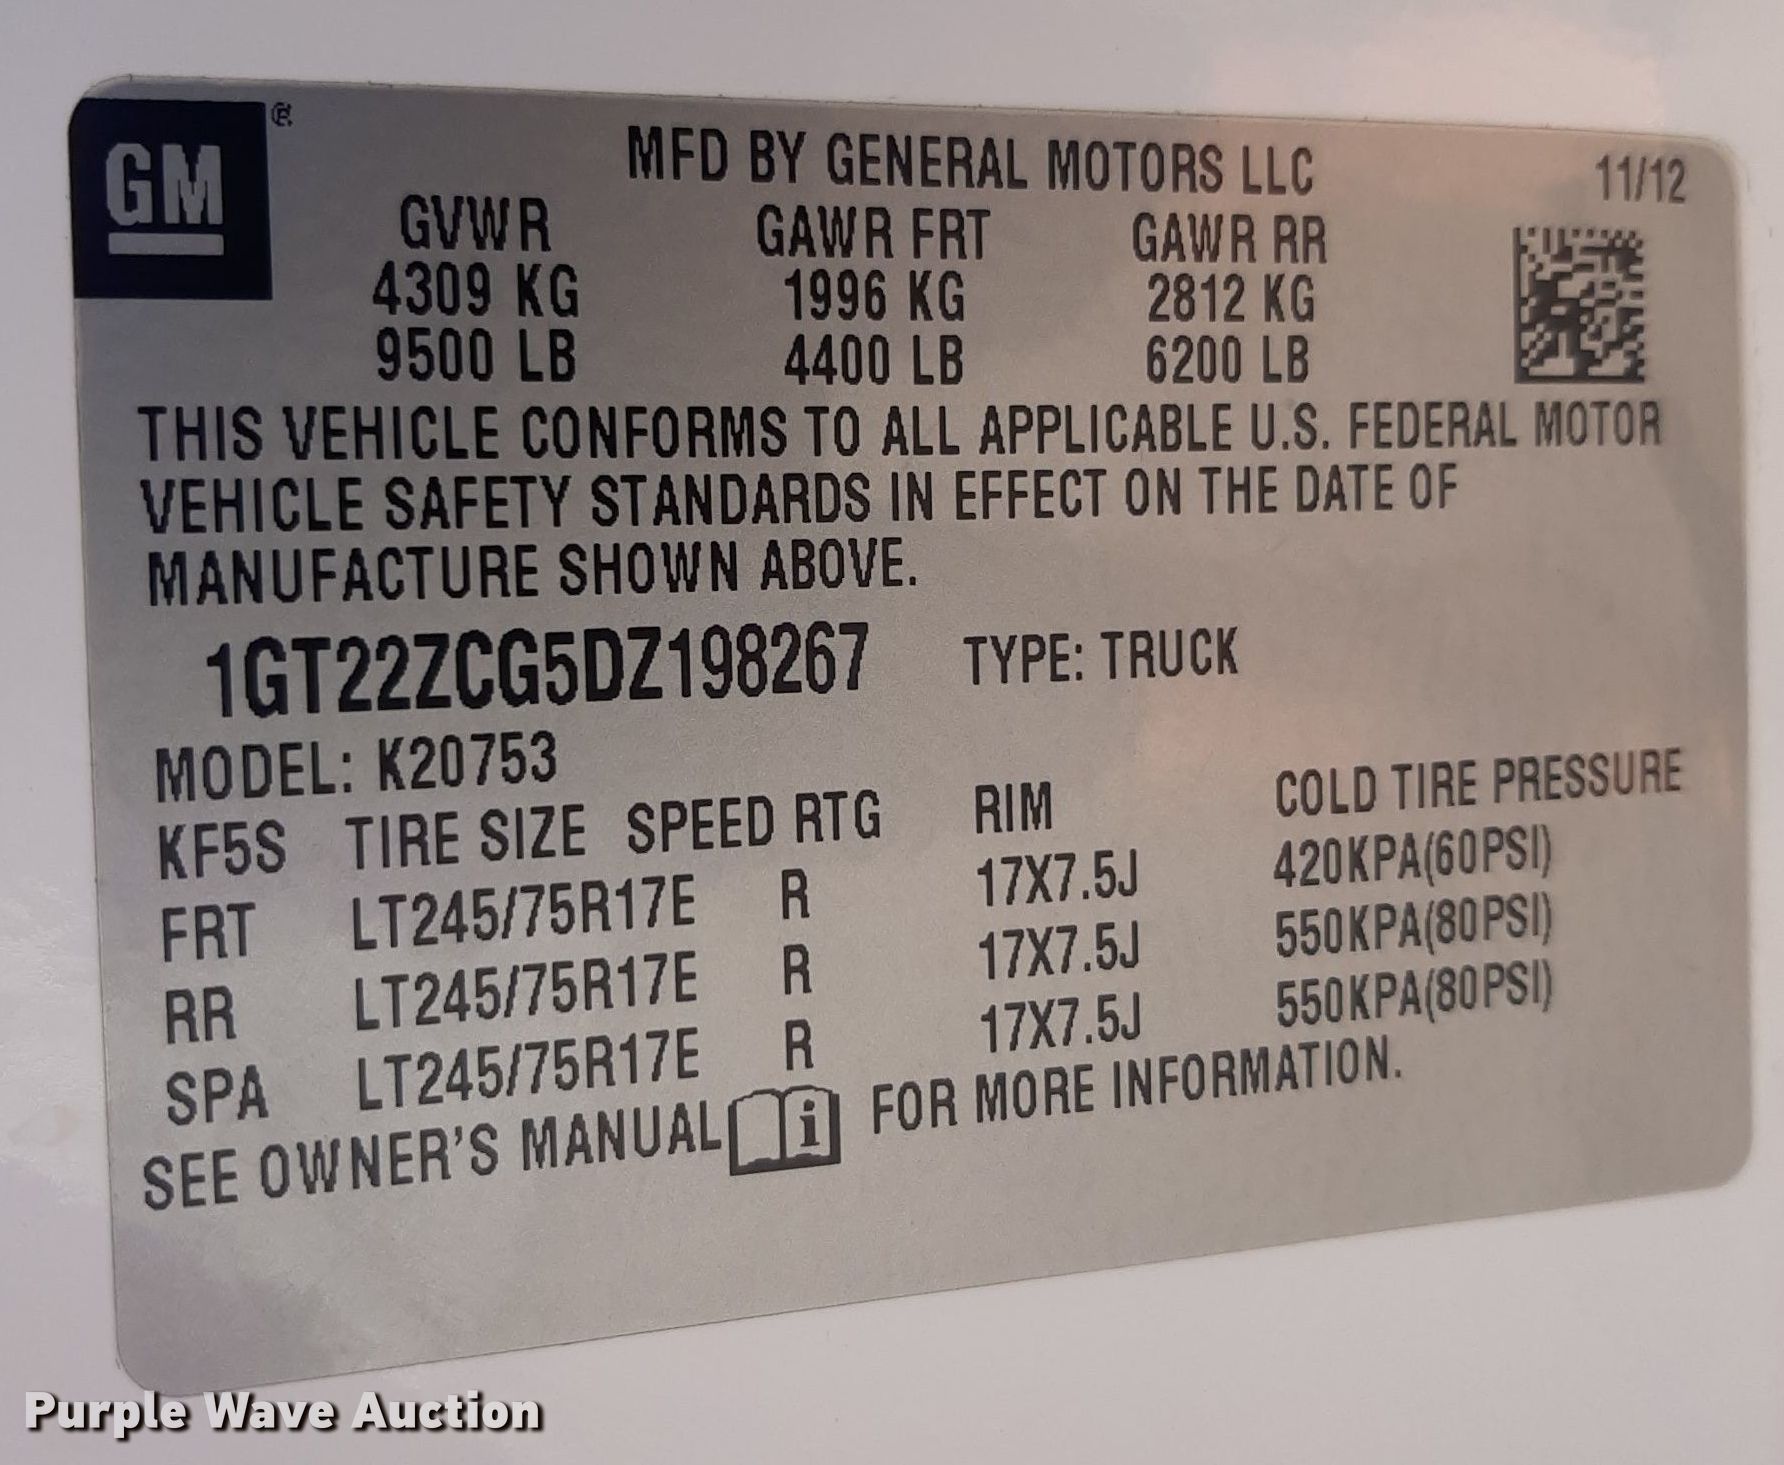 GM ®
MFD BY GENERAL MOTORS LLC 11/12
GVWR GAWR FRT GAWR RR
4309 KG 1996 KG 2812 KG
9500 LB 4400 LB 6200 LB
THIS VEHICLE CONFORMS TO ALL APPLICABLE U.S. FEDERAL MOTOR
VEHICLE SAFETY STANDARDS IN EFFECT ON THE DATE OF
MANUFACTURE SHOWN ABOVE.
1GT22ZCG5DZ198267 TYPE: TRUCK
MODEL: K20753
KF5S TIRE SIZE SPEED RTG RIM COLD TIRE PRESSURE
FRT LT245/75R17E R 17X7.5J 420KPA(60PSI)
RR LT245/75R17E R 17X7.5J 550KPA(80PSI)
SPA LT245/75R17E R 17X7.5J 550KPA(80PSI)
SEE OWNER'S MANUAL i FOR MORE INFORMATION.
Purple Wave Auction